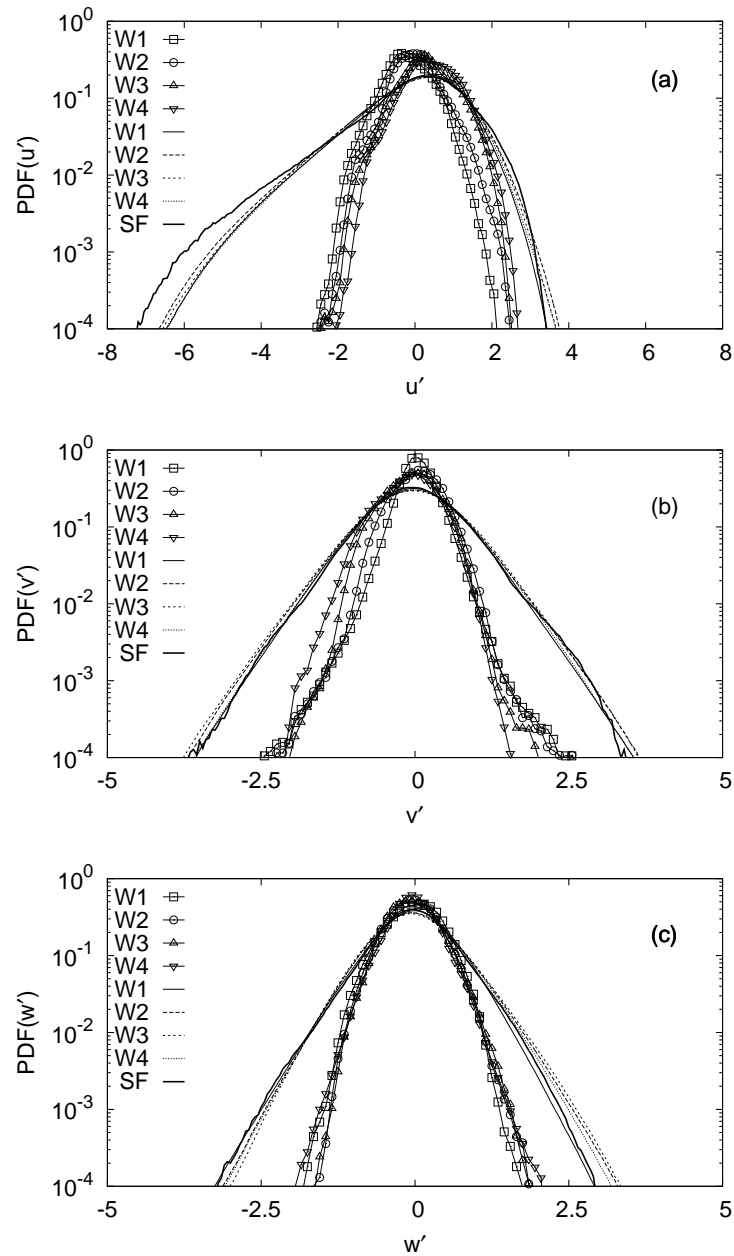 10^0
W1
W2
W3
(a)
10^-1
W4
W1
W2
10^-2
W3
W4
SF
10^-3
10^-4
PDF(u′)
-8 -6 -4 -2 0 2 4 6 8
u′
10^0
W1
W2
W3
(b)
10^-1
W4
W1
W2
10^-2
W3
W4
SF
10^-3
10^-4
PDF(v′)
-5 -2.5 0 2.5 5
v′
10^0
W1
W2
W3
(c)
10^-1
W4
W1
W2
10^-2
W3
W4
SF
10^-3
10^-4
PDF(w′)
-5 -2.5 0 2.5 5
w′